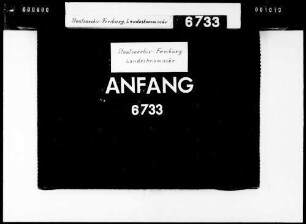 Staatsarchiv Freiburg, Landeskommissär 6733
Staatsarchiv Freiburg
Landeskommissär
ANFANG
6733